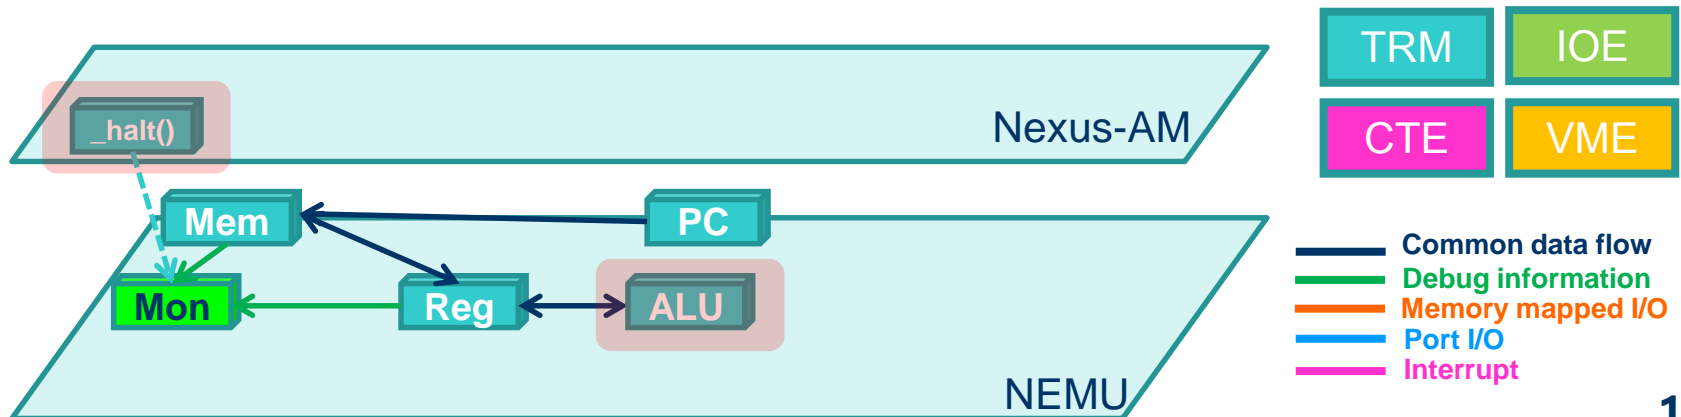 TRM
IOE
_halt()
Nexus-AM
CTE
VME
Mem
PC
Common data flow
Debug information
Mon
Reg
ALU
Memory mapped I/O
Port I/O
Interrupt
NEMU
1